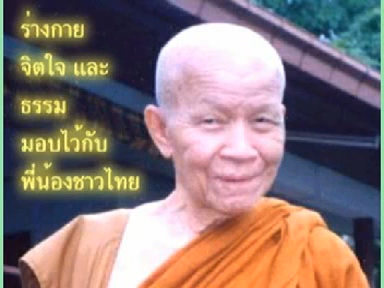 ร่างกาย
จิตใจ และ
ธรรม
มอบไว้กับ
พี่น้องชาวไทย